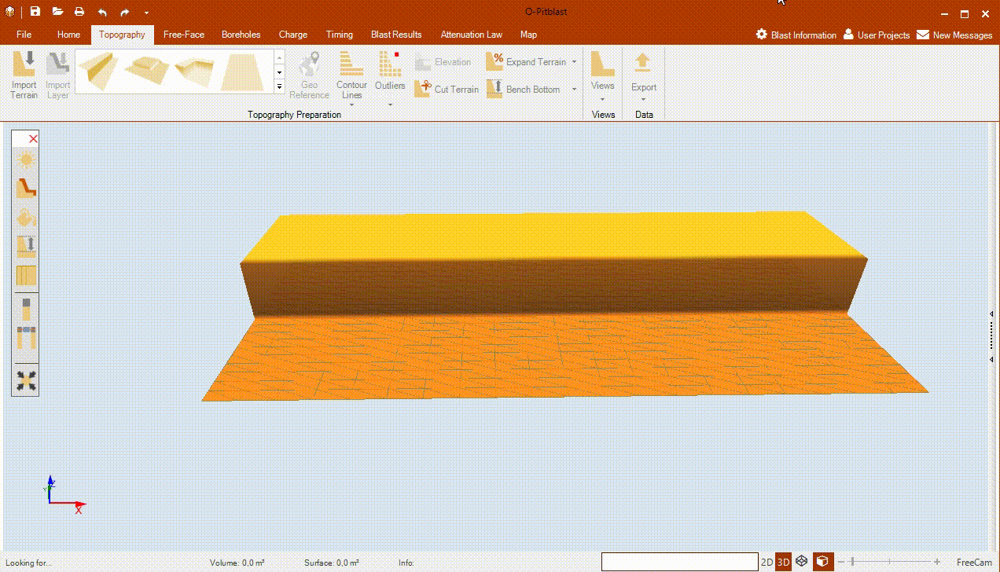 O-Pitblast
File Home Topography Free-Face Boreholes Charge Timing Blast Results Attenuation Law Map Blast Information User Projects New Messages
Import Terrain
Import Layer
Geo Reference
Contour Lines
Outliers
Elevation
Cut Terrain
Expand Terrain
Bench Bottom
Views
Export
Topography Preparation Views Data
Z
Y
X
Looking for... Volume: 0,0 m³ Surface: 0,0 m² Info: 2D 3D FreeCam